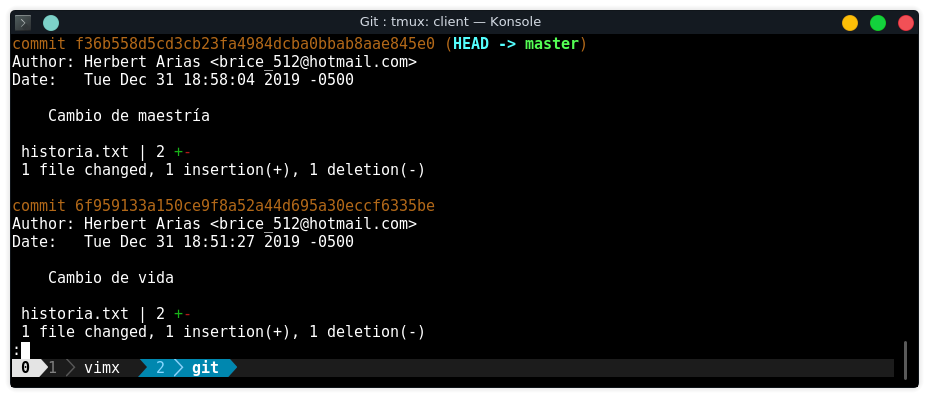 Git : tmux: client — Konsole
commit f36b558d5cd3cb23fa4984dcba0bbab8aae845e0 (HEAD -> master)
Author: Herbert Arias <brice_512@hotmail.com>
Date:   Tue Dec 31 18:58:04 2019 -0500
Cambio de maestría
historia.txt | 2 +-
1 file changed, 1 insertion(+), 1 deletion(-)
commit 6f959133a150ce9f8a52a44d695a30eccf6335be
Author: Herbert Arias <brice_512@hotmail.com>
Date:   Tue Dec 31 18:51:27 2019 -0500
Cambio de vida
historia.txt | 2 +-
1 file changed, 1 insertion(+), 1 deletion(-)
:
0 1 vimx 2 git